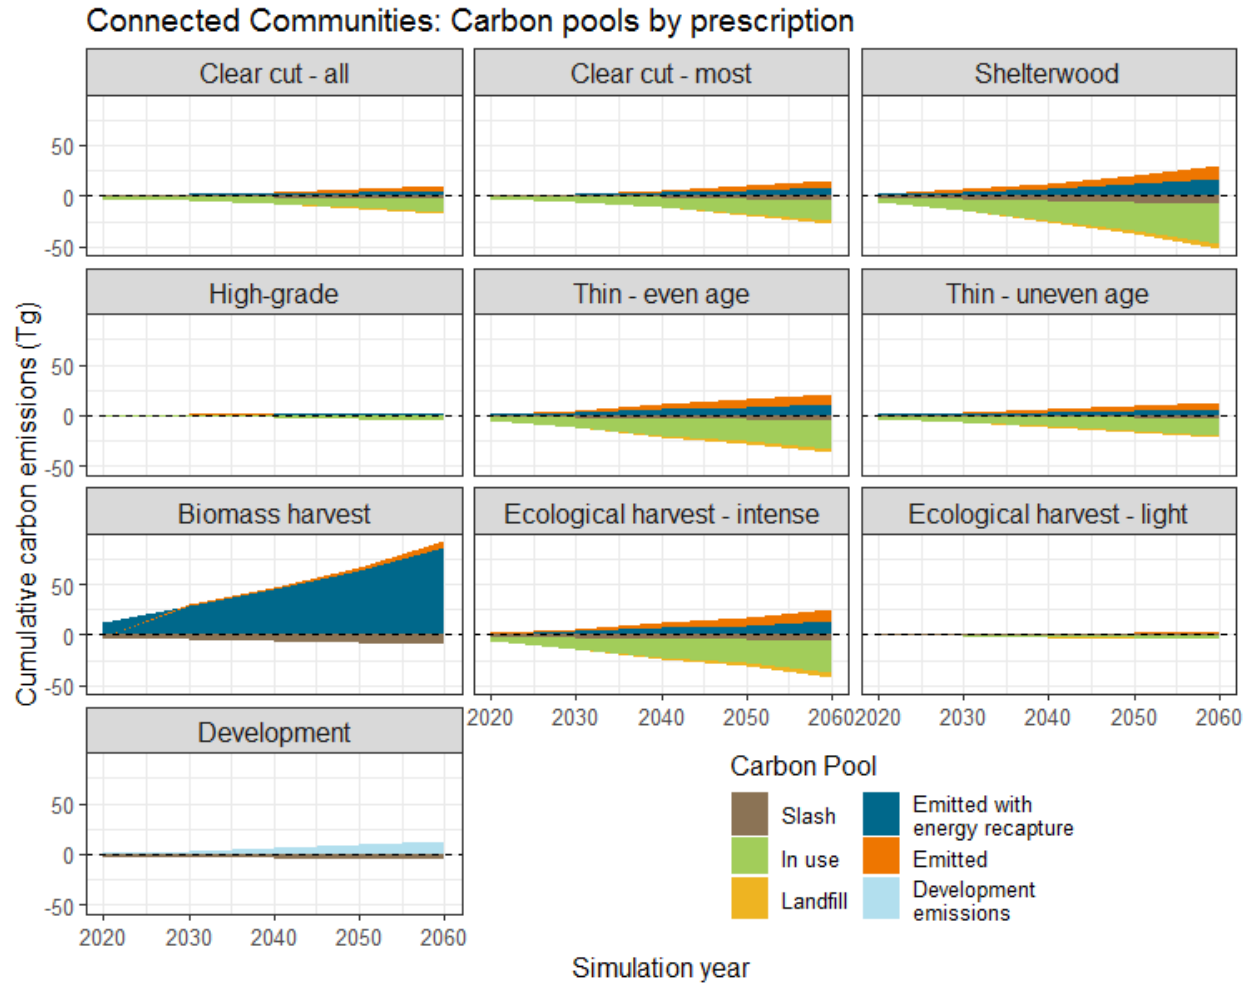 Connected Communities: Carbon pools by prescription
Clear cut - all
Clear cut - most
Shelterwood
50
0
-50
High-grade
Thin - even age
Thin - uneven age
50
0
-50
Biomass harvest
Ecological harvest - intense
Ecological harvest - light
50
0
-50
2020 2030 2040 2050 2060
2020 2030 2040 2050 2060
Development
50
0
-50
2020 2030 2040 2050 2060
Cumulative carbon emissions (Tg)
Simulation year
Carbon Pool
Slash
In use
Landfill
Emitted with
energy recapture
Emitted
Development
emissions